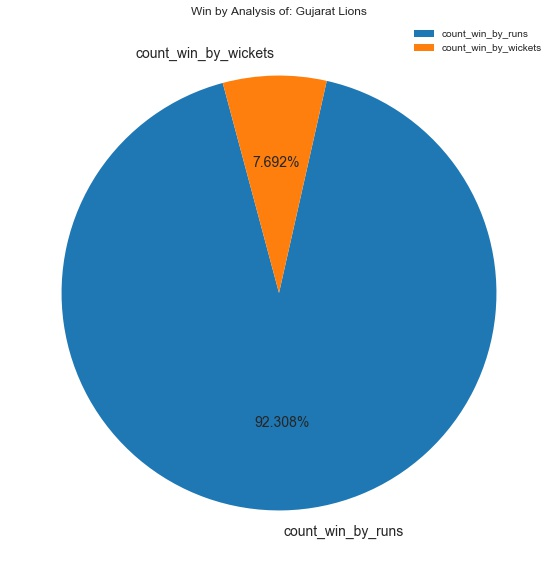 Win by Analysis of: Gujarat Lions
count_win_by_runs
count_win_by_wickets
count_win_by_wickets
7.692%
92.308%
count_win_by_runs